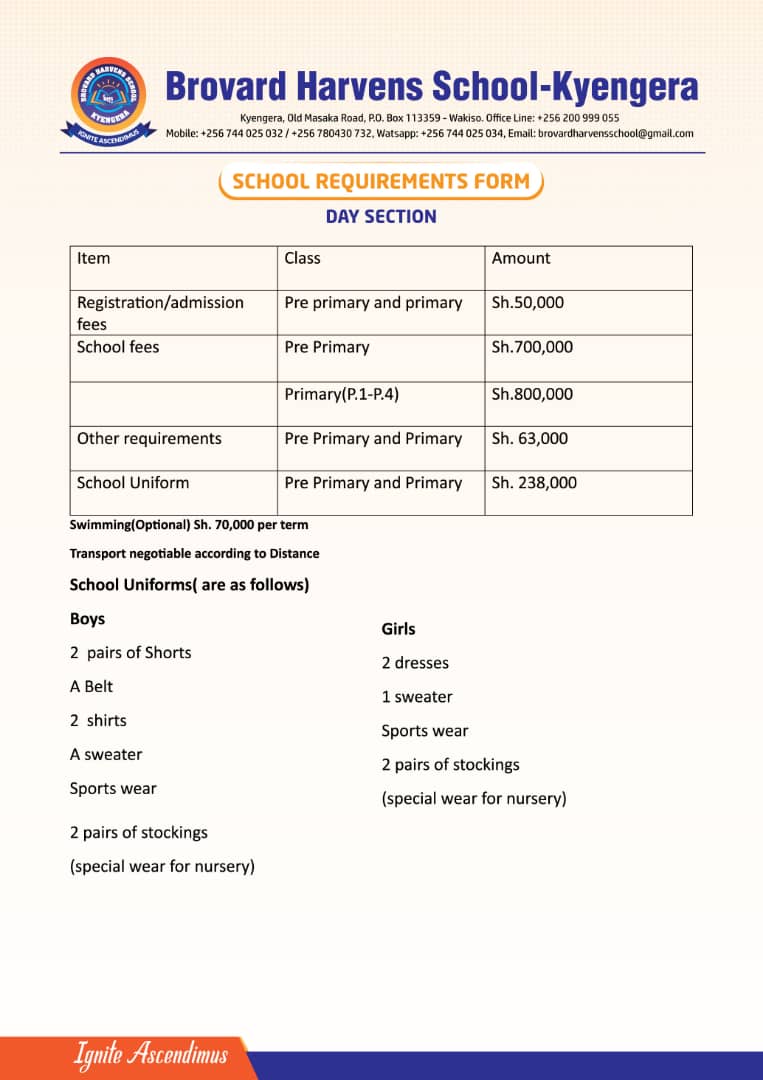 BROVARD HARVENS SCHOOL
KYENGERA
IGNITE ASCENDIMUS
Brovard Harvens School-Kyengera
Kyengera, Old Masaka Road, P.O. Box 113359 - Wakiso. Office Line: +256 200 999 055
Mobile: +256 744 025 032 / +256 780430 732, Watsapp: +256 744 025 034, Email: brovardharvensschool@gmail.com
SCHOOL REQUIREMENTS FORM
DAY SECTION
Item Class Amount
Registration/admission Pre primary and primary Sh.50,000
fees
School fees Pre Primary Sh.700,000
Primary(P.1-P.4) Sh.800,000
Other requirements Pre Primary and Primary Sh. 63,000
School Uniform Pre Primary and Primary Sh. 238,000
Swimming(Optional) Sh. 70,000 per term
Transport negotiable according to Distance
School Uniforms( are as follows)
Boys
2 pairs of Shorts
A Belt
2 shirts
A sweater
Sports wear
2 pairs of stockings
(special wear for nursery)
Girls
2 dresses
1 sweater
Sports wear
2 pairs of stockings
(special wear for nursery)
Ignite Ascendimus